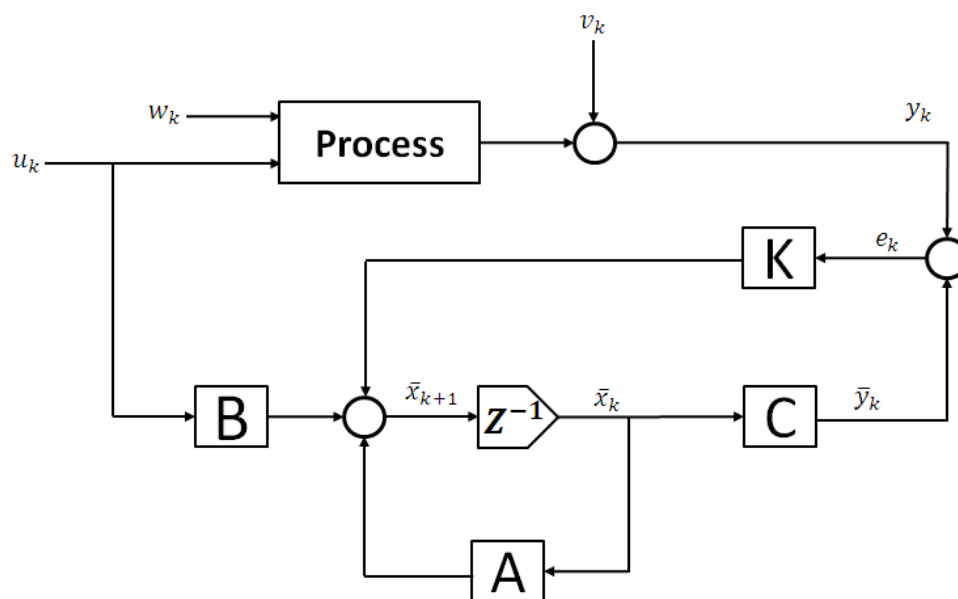 v_k
w_k
Process
y_k
u_k
K
e_k
B
x̄_{k+1}
z^{-1}
x̄_k
C
ȳ_k
A